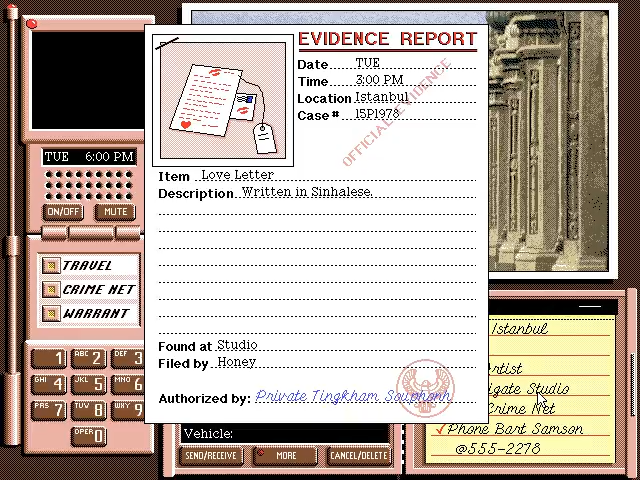 EVIDENCE REPORT
Date TUE
Time 3:00 PM
Location Istanbul
Case # 15P1978
OFFICIAL EVIDENCE
Item Love Letter
Description Written in Sinhalese.
Found at Studio
Filed by Honey
Authorized by: Private Tingkham Souphonh
TUE 6:00 PM
ON/OFF MUTE
TRAVEL
CRIME NET
WARRANT
1 ABC 2 DEF 3
GHI 4 JKL 5 MNO 6
PRS 7 TUV 8 WXY 9
OPER 0
Vehicle:
SEND/RECEIVE MORE CANCEL/DELETE
Istanbul
rtist
igate Studio
Crime Net
Phone Bart Samson
@555-2278